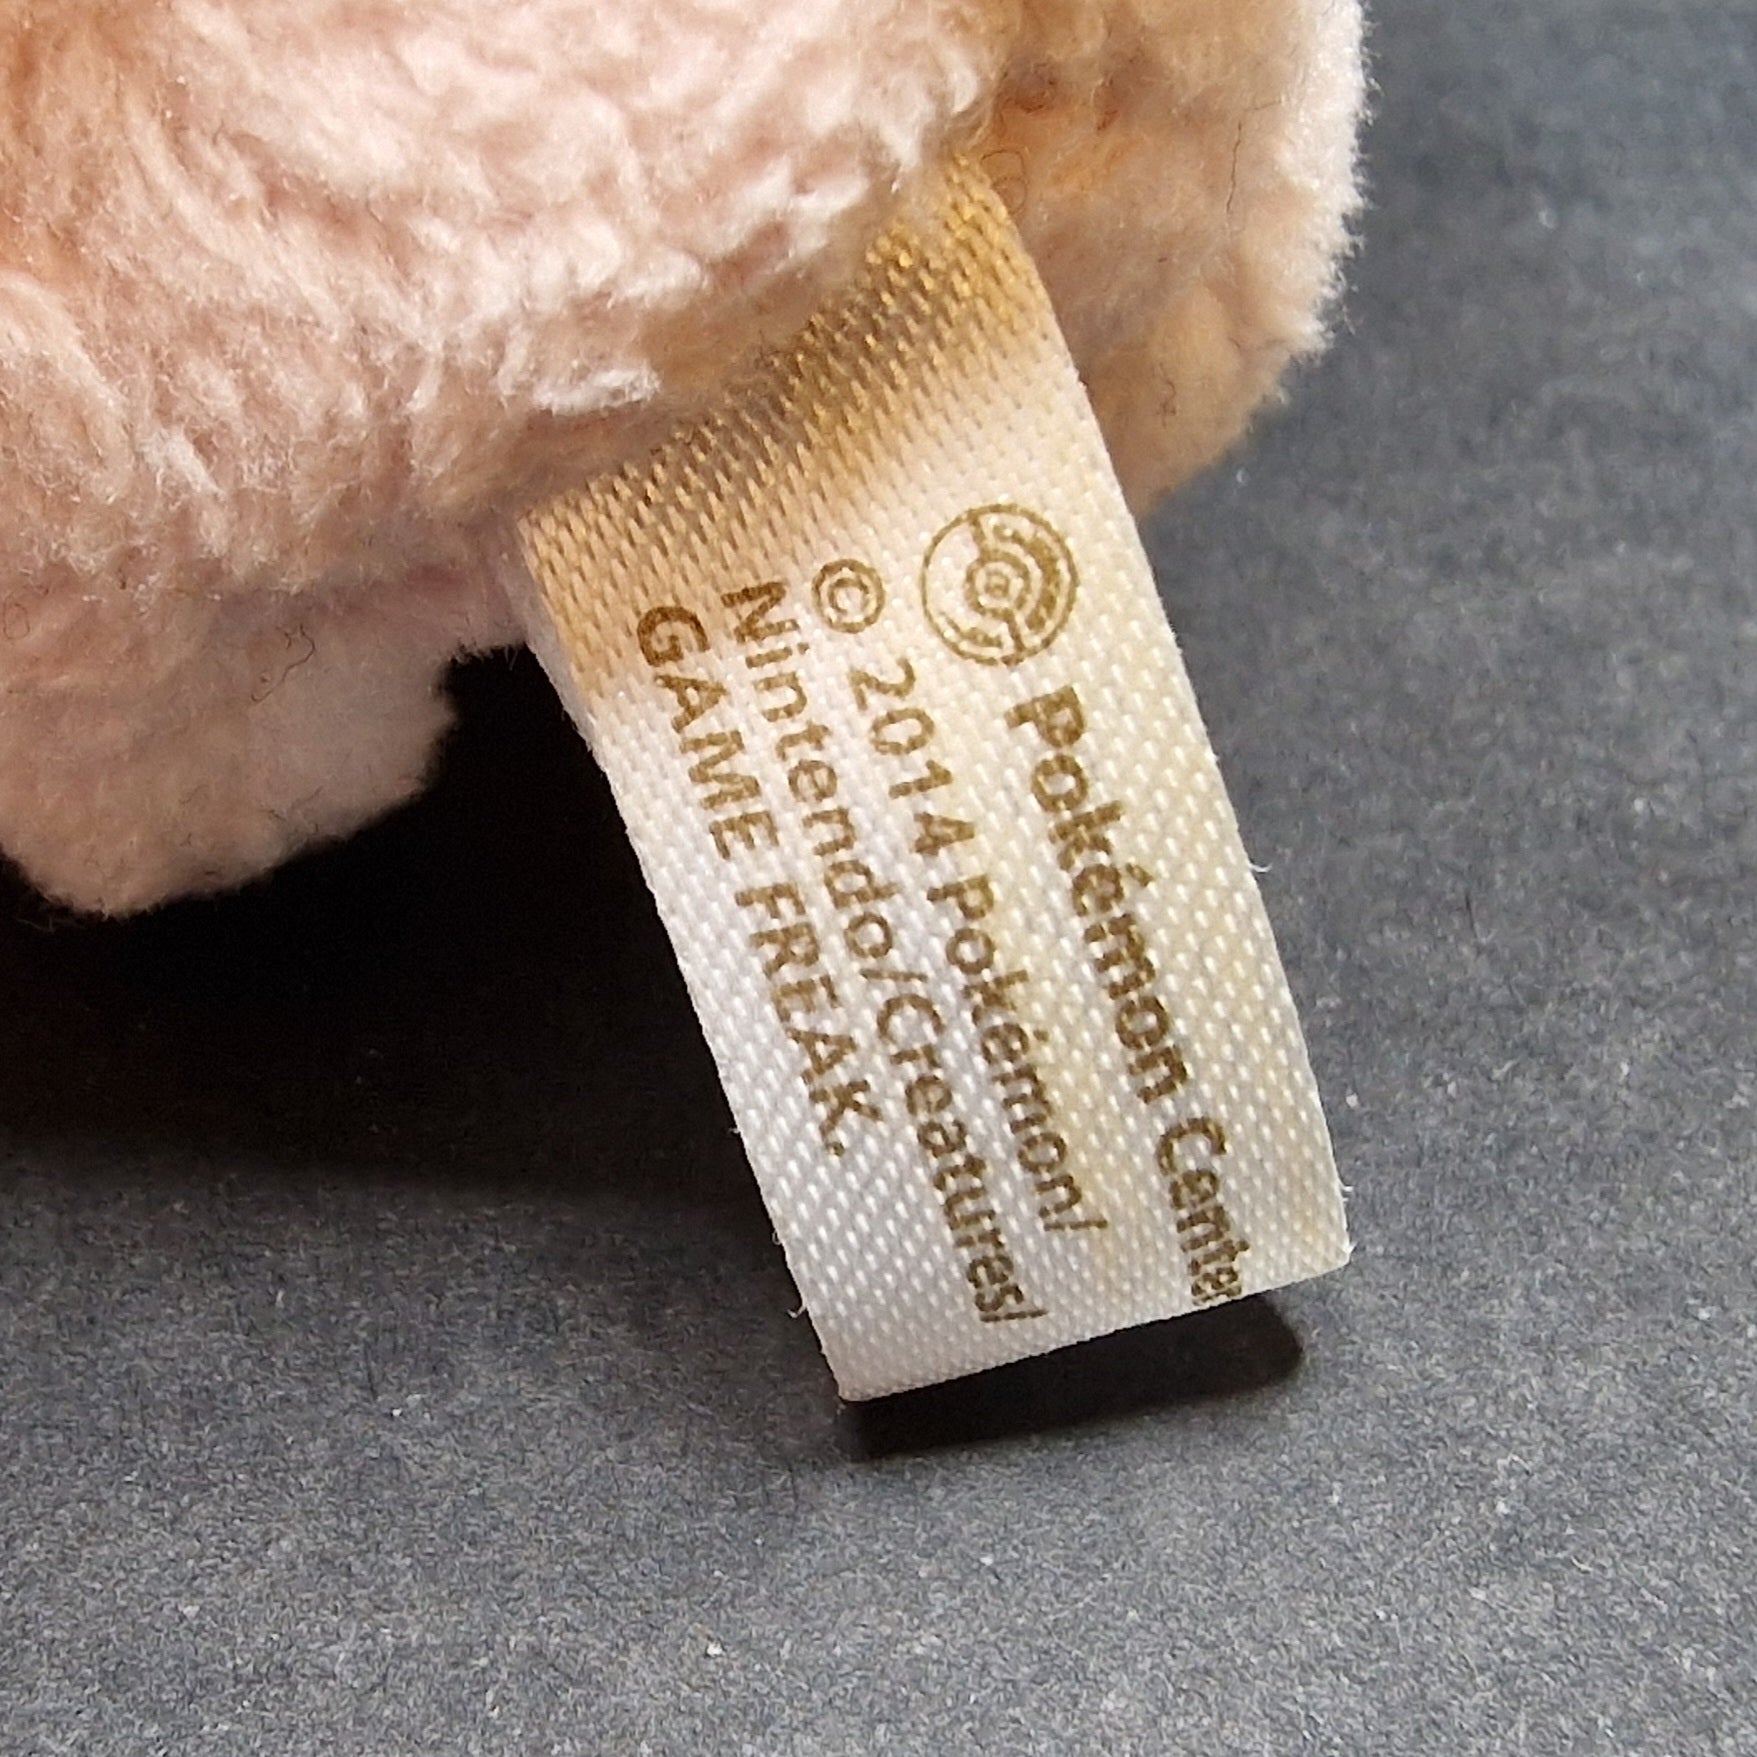 Pokémon Center
© 2014 Pokémon/
Nintendo/Creatures/
GAME FREAK.